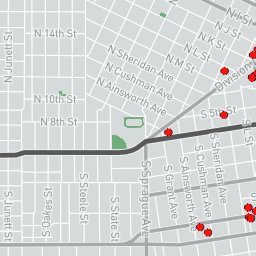 N Junett St
N 14th St
N I St
N J St
N K St
N L St
N M St
N Sheridan Ave
N Cushman Ave
N Ainsworth Ave
Division
N 10th St
N 8th St
S 5th St
S L St
S Junett St
S Oakes St
S Steele St
S State St
S Sprague Ave
S Grant Ave
S Ainsworth Ave
S Cushman Ave
S Sheridan Ave